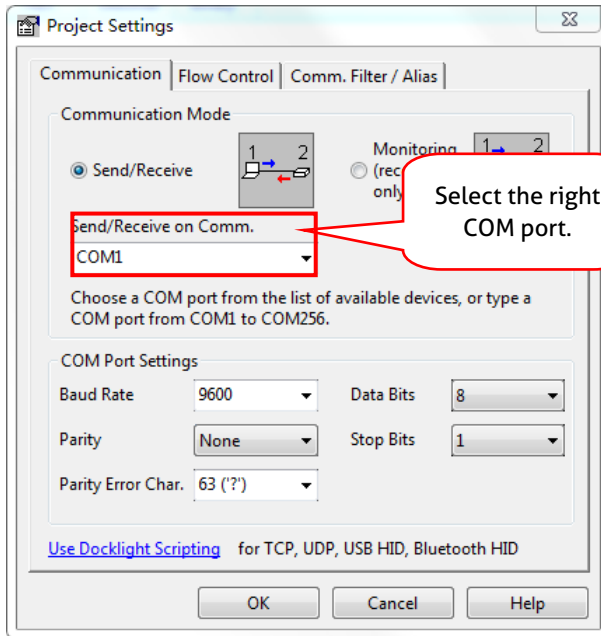 Project Settings
Communication
Flow Control
Comm. Filter / Alias
Communication Mode
Send/Receive
1 2
Monitoring
only
1 2
Send/Receive on Comm.
COM1
Select the right
COM port.
Choose a COM port from the list of available devices, or type a
COM port from COM1 to COM256.
COM Port Settings
Baud Rate 9600 Data Bits 8
Parity None Stop Bits 1
Parity Error Char. 63 ('?')
Use Docklight Scripting for TCP, UDP, USB HID, Bluetooth HID
OK Cancel Help